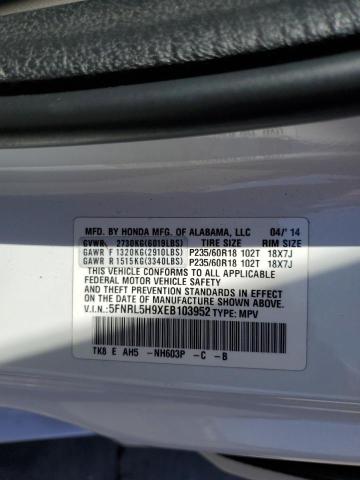 MFD. BY HONDA MFG. OF ALABAMA, LLC 04/'14
GVWR 2730KG(6019LBS) TIRE SIZE RIM SIZE
GAWR F 1320KG(2910LBS) P235/60R18 102T 18X7J
GAWR R 1515KG(3340LBS) P235/60R18 102T 18X7J
THIS VEHICLE CONFORMS TO ALL APPLICABLE
FEDERAL MOTOR VEHICLE SAFETY AND THEFT
PREVENTION STANDARDS IN EFFECT ON THE
DATE OF MANUFACTURE SHOWN ABOVE.
V.I.N.: 5FNRL5H9XEB103952 TYPE: MPV
TK8 E AH5 -NH603P -C -B